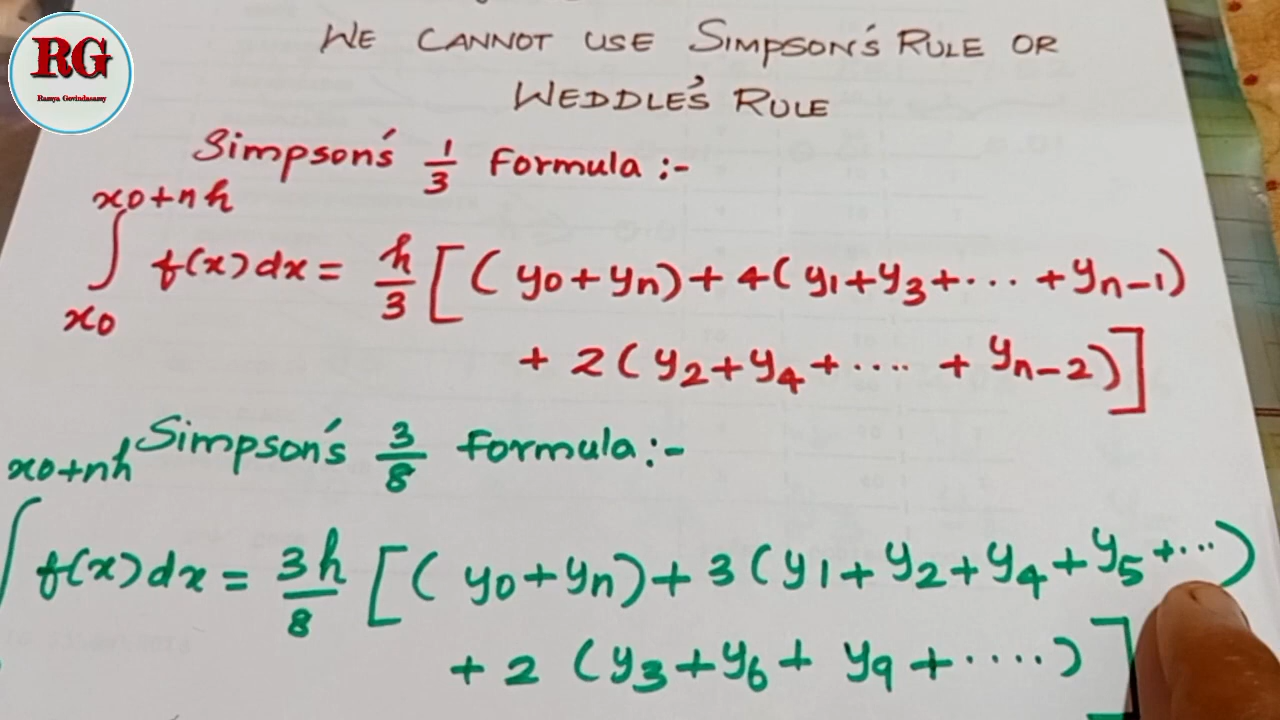 RG
Ramya Govindasamy
WE CANNOT USE SIMPSON'S RULE OR
WEDDLE'S RULE
Simpson's 1/3 Formula :-
∫_{x0}^{x0+nh} f(x) dx = h/3 [(y0+yn) + 4(y1+y3+... +yn-1)
+ 2(y2+y4+.... + yn-2)]
Simpson's 3/8 Formula :-
∫^{x0+nh} f(x) dx = 3h/8 [(y0+yn) + 3(y1+y2+y4+y5+...)
+ 2 (y3+y6+ y9+....)]